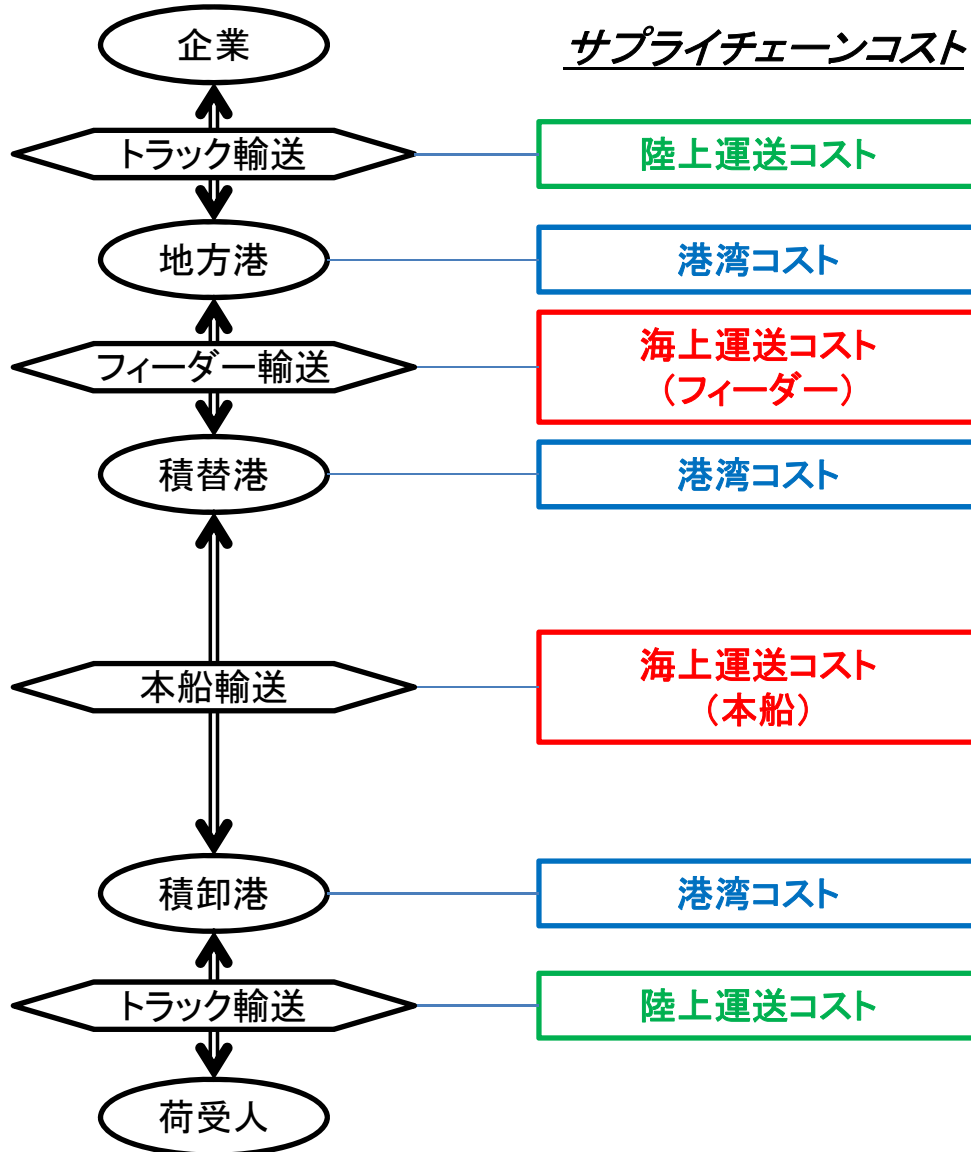 企業
サプライチェーンコスト
トラック輸送
陸上運送コスト
地方港
港湾コスト
フィーダー輸送
海上運送コスト
（フィーダー）
積替港
港湾コスト
本船輸送
海上運送コスト
（本船）
積卸港
港湾コスト
トラック輸送
陸上運送コスト
荷受人